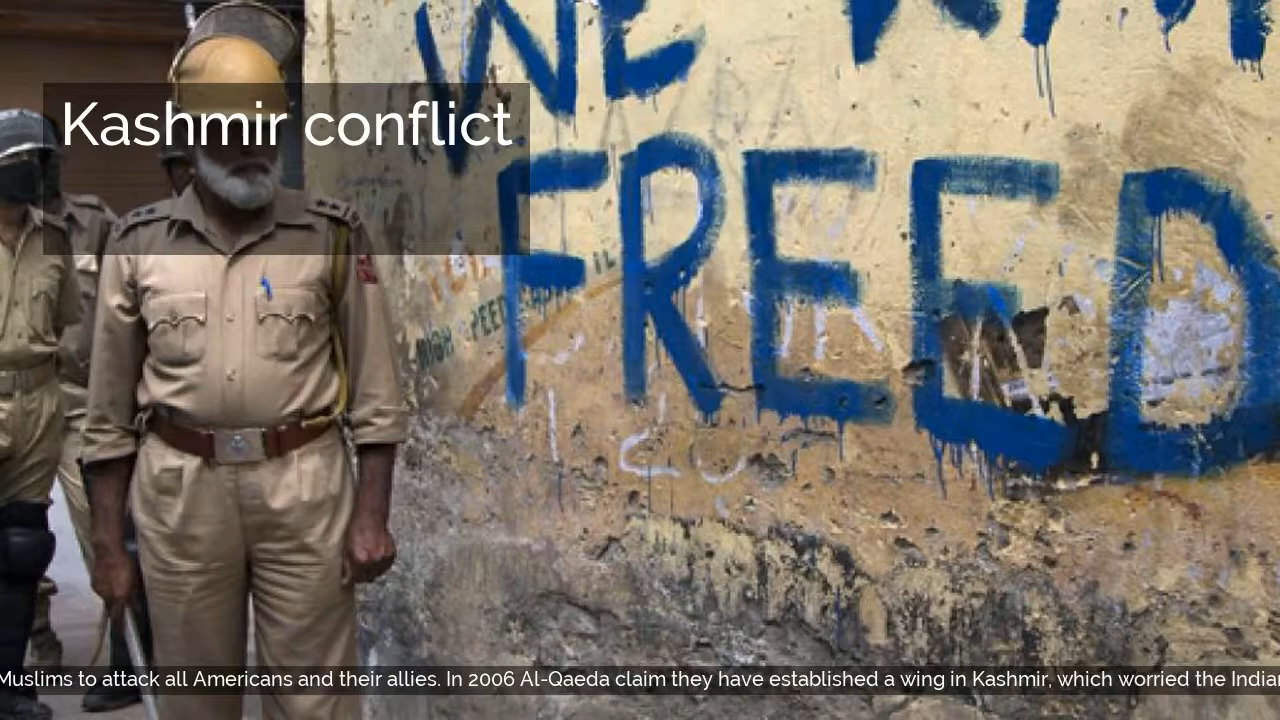 WE
Kashmir conflict
FREED
Muslims to attack all Americans and their allies. In 2006 Al-Qaeda claim they have established a wing in Kashmir, which worried the Indian